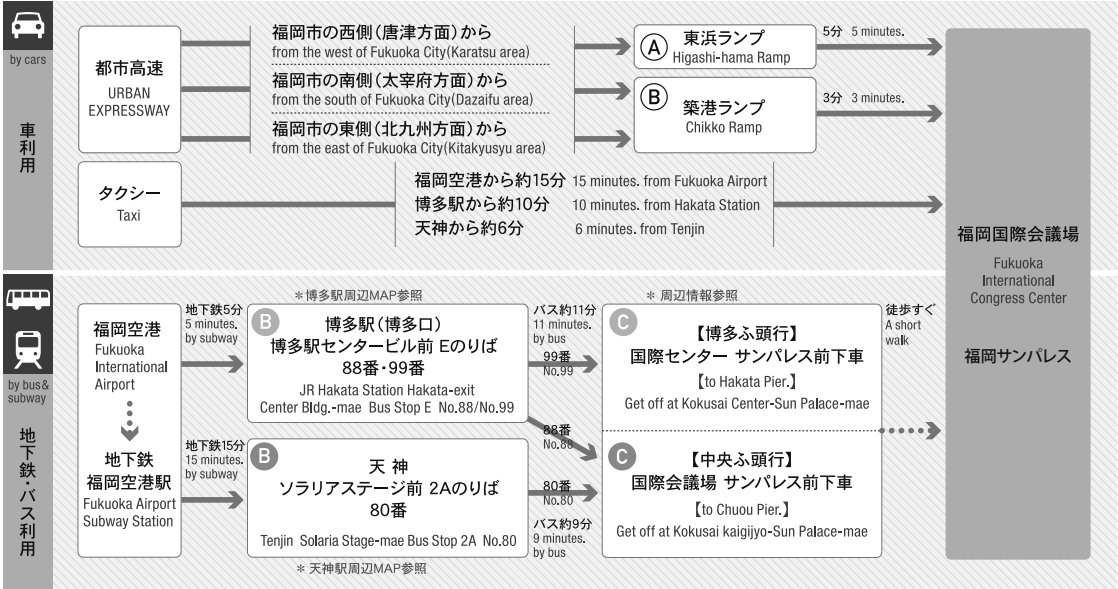 by cars
車利用
都市高速
URBAN
EXPRESSWAY
福岡市の西側（唐津方面）から
from the west of Fukuoka City(Karatsu area)
福岡市の南側（太宰府方面）から
from the south of Fukuoka City(Dazaifu area)
福岡市の東側（北九州方面）から
from the east of Fukuoka City(Kitakyusyu area)
A
東浜ランプ
Higashi-hama Ramp
5分 5 minutes.
B
築港ランプ
Chikko Ramp
3分 3 minutes.
タクシー
Taxi
福岡空港から約15分 15 minutes. from Fukuoka Airport
博多駅から約10分 10 minutes. from Hakata Station
天神から約6分 6 minutes. from Tenjin
福岡国際会議場
Fukuoka
International
Congress Center
福岡サンパレス
by bus&
subway
地下鉄・バス利用
福岡空港
Fukuoka
International
Airport
地下鉄
福岡空港駅
Fukuoka Airport
Subway Station
地下鉄5分
5 minutes.
by subway
地下鉄15分
15 minutes.
by subway
＊博多駅周辺MAP参照
B
博多駅（博多口）
博多駅センタービル前 Eのりば
88番・99番
JR Hakata Station Hakata-exit
Center Bldg.-mae Bus Stop E No.88/No.99
B
天 神
ソラリアステージ前 2Aのりば
80番
Tenjin Solaria Stage-mae Bus Stop 2A No.80
＊ 天神駅周辺MAP参照
バス約11分
11 minutes.
by bus
99番
No.99
88番
No.88
80番
No.80
バス約9分
9 minutes.
by bus
＊ 周辺情報参照
C
【博多ふ頭行】
国際センター サンパレス前下車
【to Hakata Pier.】
Get off at Kokusai Center-Sun Palace-mae
C
【中央ふ頭行】
国際会議場 サンパレス前下車
【to Chuou Pier.】
Get off at Kokusai kaigijyo-Sun Palace-mae
徒歩すぐ
A short
walk